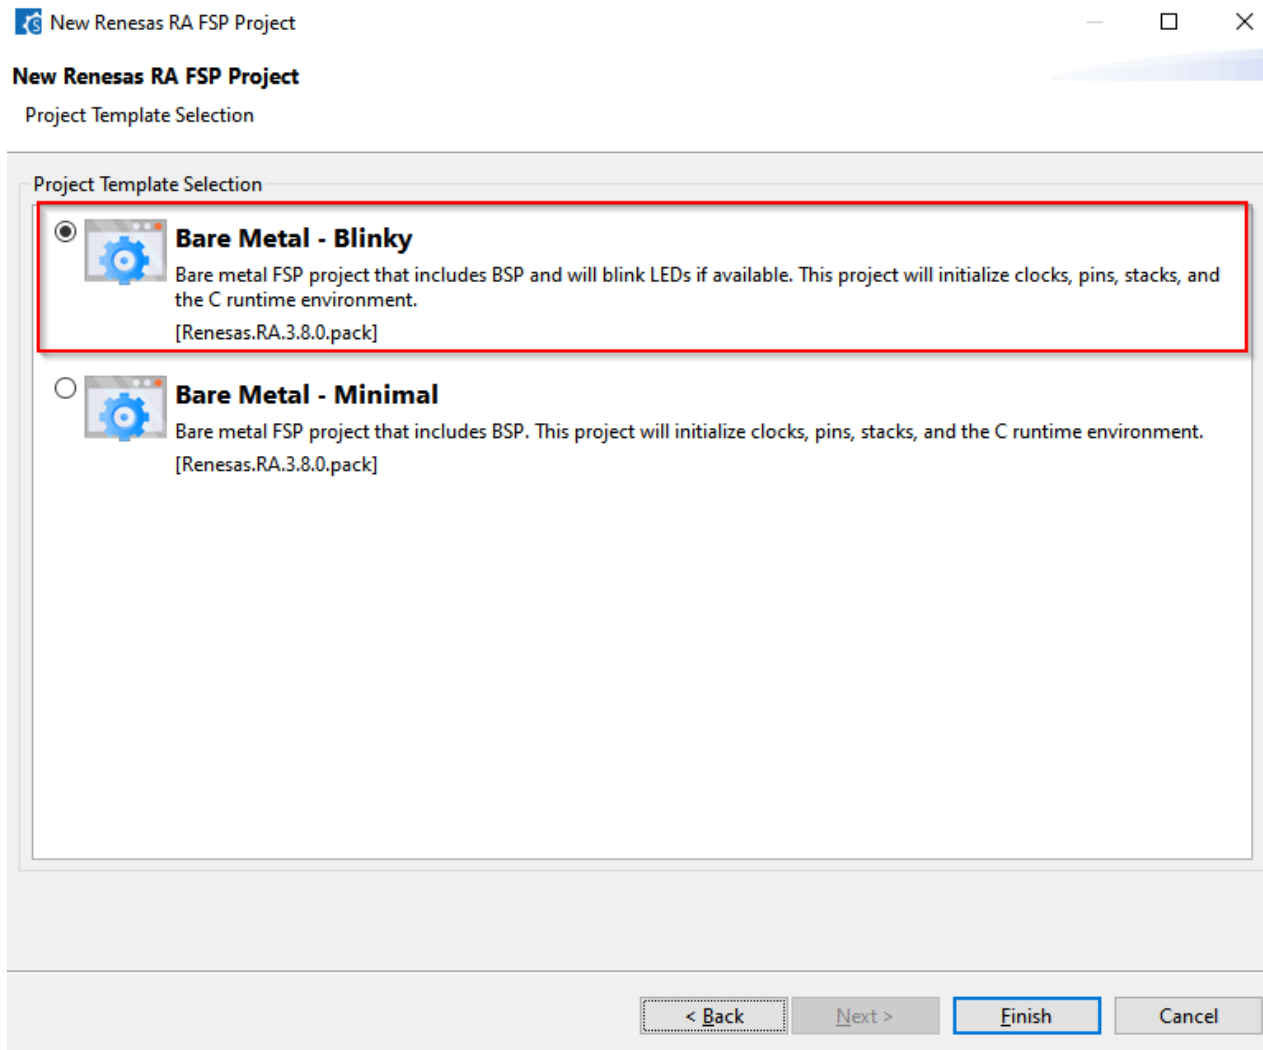 New Renesas RA FSP Project
New Renesas RA FSP Project
Project Template Selection
Project Template Selection
Bare Metal - Blinky
Bare metal FSP project that includes BSP and will blink LEDs if available. This project will initialize clocks, pins, stacks, and
the C runtime environment.
[Renesas.RA.3.8.0.pack]
Bare Metal - Minimal
Bare metal FSP project that includes BSP. This project will initialize clocks, pins, stacks, and the C runtime environment.
[Renesas.RA.3.8.0.pack]
< Back Next > Finish Cancel